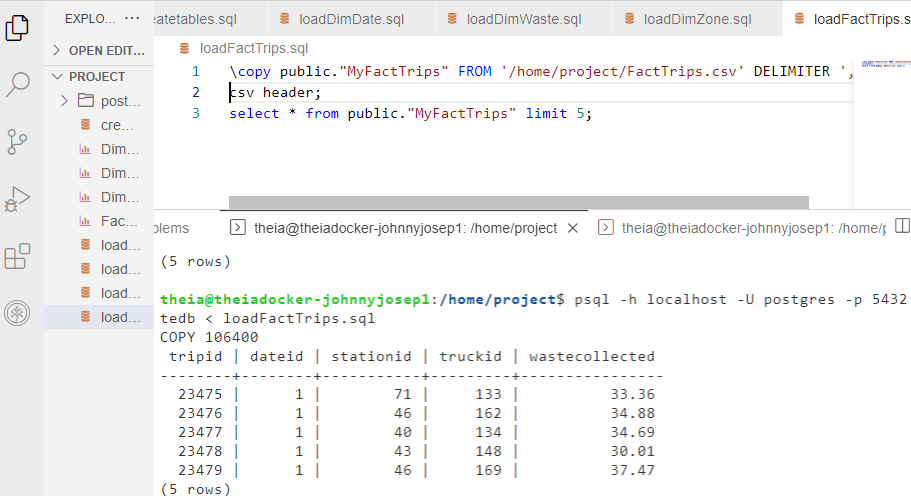 EXPLO... ···
OPEN EDIT...
PROJECT
post...
cre...
Dim...
Dim...
Dim...
Fac...
load...
load...
load...
load...
eatetables.sql loadDimDate.sql loadDimWaste.sql loadDimZone.sql loadFactTrips.s
loadFactTrips.sql
1 \copy public."MyFactTrips" FROM '/home/project/FactTrips.csv' DELIMITER ',
2 csv header;
3 select * from public."MyFactTrips" limit 5;
blems theia@theiadocker-johnnyjosep1: /home/project theia@theiadocker-johnnyjosep1: /home/p
(5 rows)
theia@theiadocker-johnnyjosep1:/home/project$ psql -h localhost -U postgres -p 5432
tedb < loadFactTrips.sql
COPY 106400
tripid | dateid | stationid | truckid | wastecollected
--------+--------+-----------+---------+----------------
23475 | 1 | 71 | 133 | 33.36
23476 | 1 | 46 | 162 | 34.88
23477 | 1 | 40 | 134 | 34.69
23478 | 1 | 43 | 148 | 30.01
23479 | 1 | 46 | 169 | 37.47
(5 rows)